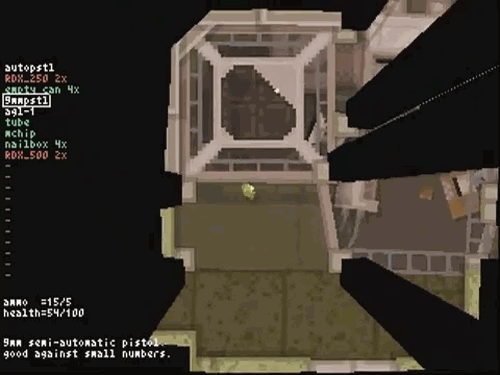 autopstl
RDX_250 2x
empty can 4x
9mmpstl
agl-1
tube
mchip
nailbox 4x
RDX_500 2x
-
-
-
-
-
-
-
-
-
-
ammo =15/5
health=54/100
9mm semi-automatic pistol.
good against small numbers.